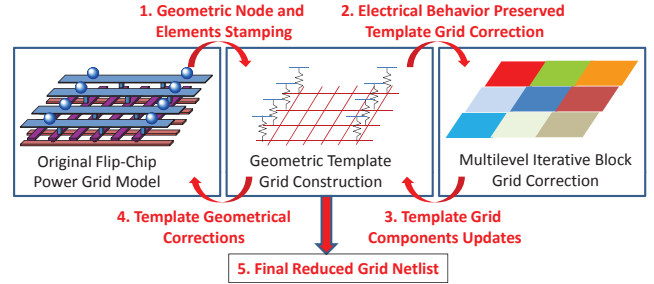 1. Geometric Node and
Elements Stamping
2. Electrical Behavior Preserved
Template Grid Correction
Original Flip-Chip
Power Grid Model
Geometric Template
Grid Construction
Multilevel Iterative Block
Grid Correction
4. Template Geometrical
Corrections
3. Template Grid
Components Updates
5. Final Reduced Grid Netlist